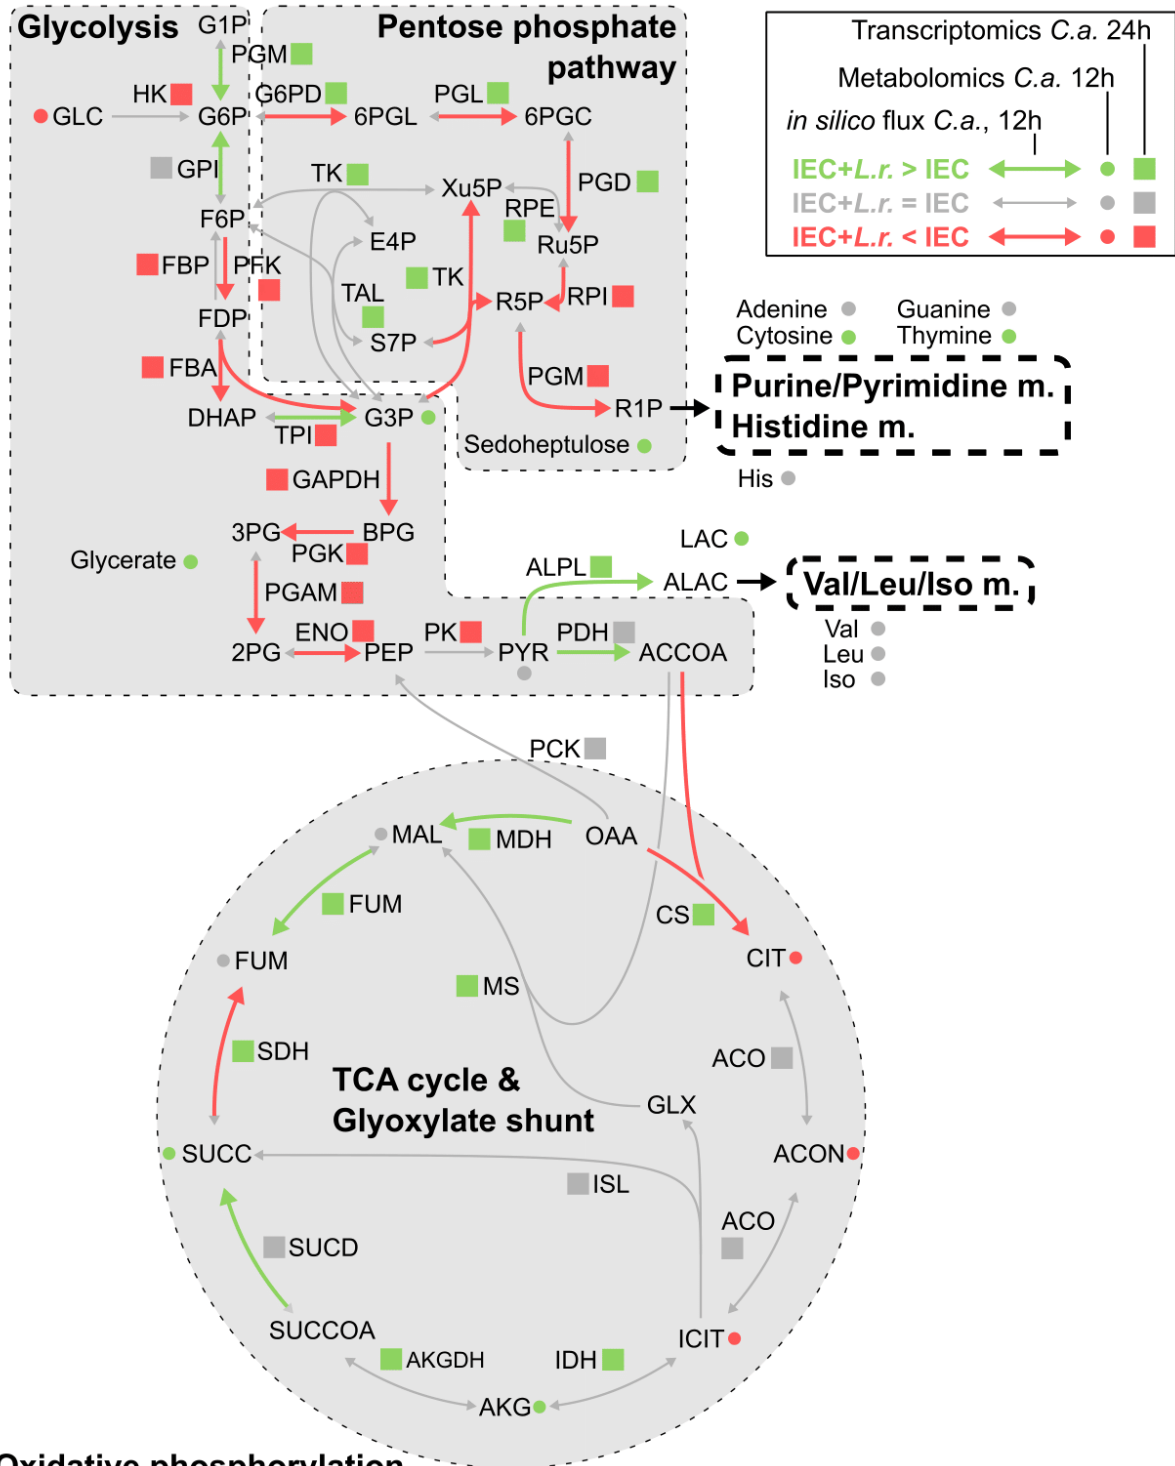 Glycolysis
G1P
Pentose phosphate
pathway
Transcriptomics C.a. 24h
Metabolomics C.a. 12h
in silico flux C.a., 12h
IEC+L.r. > IEC
IEC+L.r. = IEC
IEC+L.r. < IEC
PGM
HK
G6PD
PGL
GLC
G6P
6PGL
6PGC
GPI
TK
Xu5P
PGD
RPE
F6P
E4P
Ru5P
FBP
PFK
TK
TAL
R5P
RPI
FDP
S7P
Adenine
Guanine
Cytosine
Thymine
FBA
PGM
Purine/Pyrimidine m.
Histidine m.
DHAP
G3P
R1P
TPI
Sedoheptulose
GAPDH
His
3PG
BPG
LAC
PGK
Glycerate
ALPL
ALAC
Val/Leu/Iso m.
PGAM
ENO
PK
PDH
Val
2PG
PEP
PYR
ACCOA
Leu
Iso
PCK
MAL
MDH
OAA
FUM
CS
FUM
CIT
MS
SDH
ACO
TCA cycle &
Glyoxylate shunt
GLX
SUCC
ACON
ISL
ACO
SUCD
SUCCOA
ICIT
AKGDH
IDH
AKG
Oxidative phosphorylation